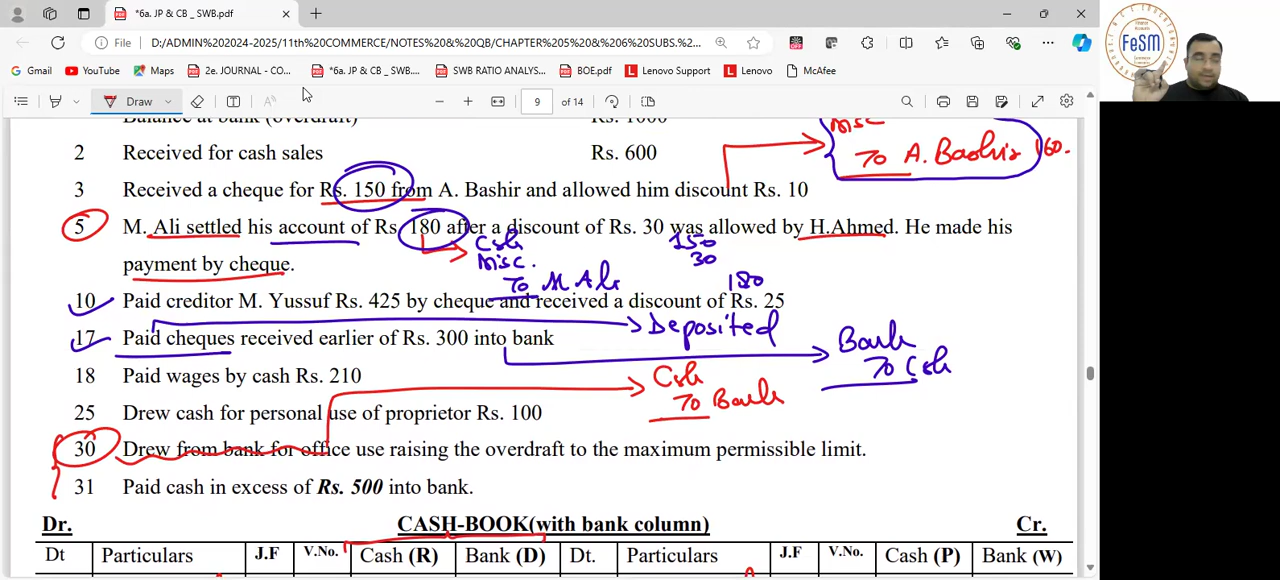 *6a. JP & CB _ SWB.pdf
File D:/ADMIN%202024-2025/11th%20COMMERCE/NOTES%20&%20QB/CHAPTER%205%20&%206%20SUBS.%...
Gmail YouTube Maps 2e. JOURNAL - CO... *6a. JP & CB _ SWB.... SWB RATIO ANALYS... BOE.pdf Lenovo Support Lenovo McAfee
Draw 9 of 14
FeSM
Balance at bank (overdraft) Rs. 1000
Misc
2 Received for cash sales Rs. 600
To A. Bashir 160.
3 Received a cheque for Rs. 150 from A. Bashir and allowed him discount Rs. 10
5 M. Ali settled his account of Rs. 180 after a discount of Rs. 30 was allowed by H.Ahmed. He made his
Csh 150
payment by cheque. Misc. 30
To M Ali 180
10 Paid creditor M. Yussuf Rs. 425 by cheque and received a discount of Rs. 25
Deposited
17 Paid cheques received earlier of Rs. 300 into bank
Bank
To Csh
18 Paid wages by cash Rs. 210
Csh
To Bank
25 Drew cash for personal use of proprietor Rs. 100
30 Drew from bank for office use raising the overdraft to the maximum permissible limit.
31 Paid cash in excess of Rs. 500 into bank.
Dr. CASH-BOOK(with bank column) Cr.
Dt Particulars J.F V.No. Cash (R) Bank (D) Dt. Particulars J.F V.No. Cash (P) Bank (W)